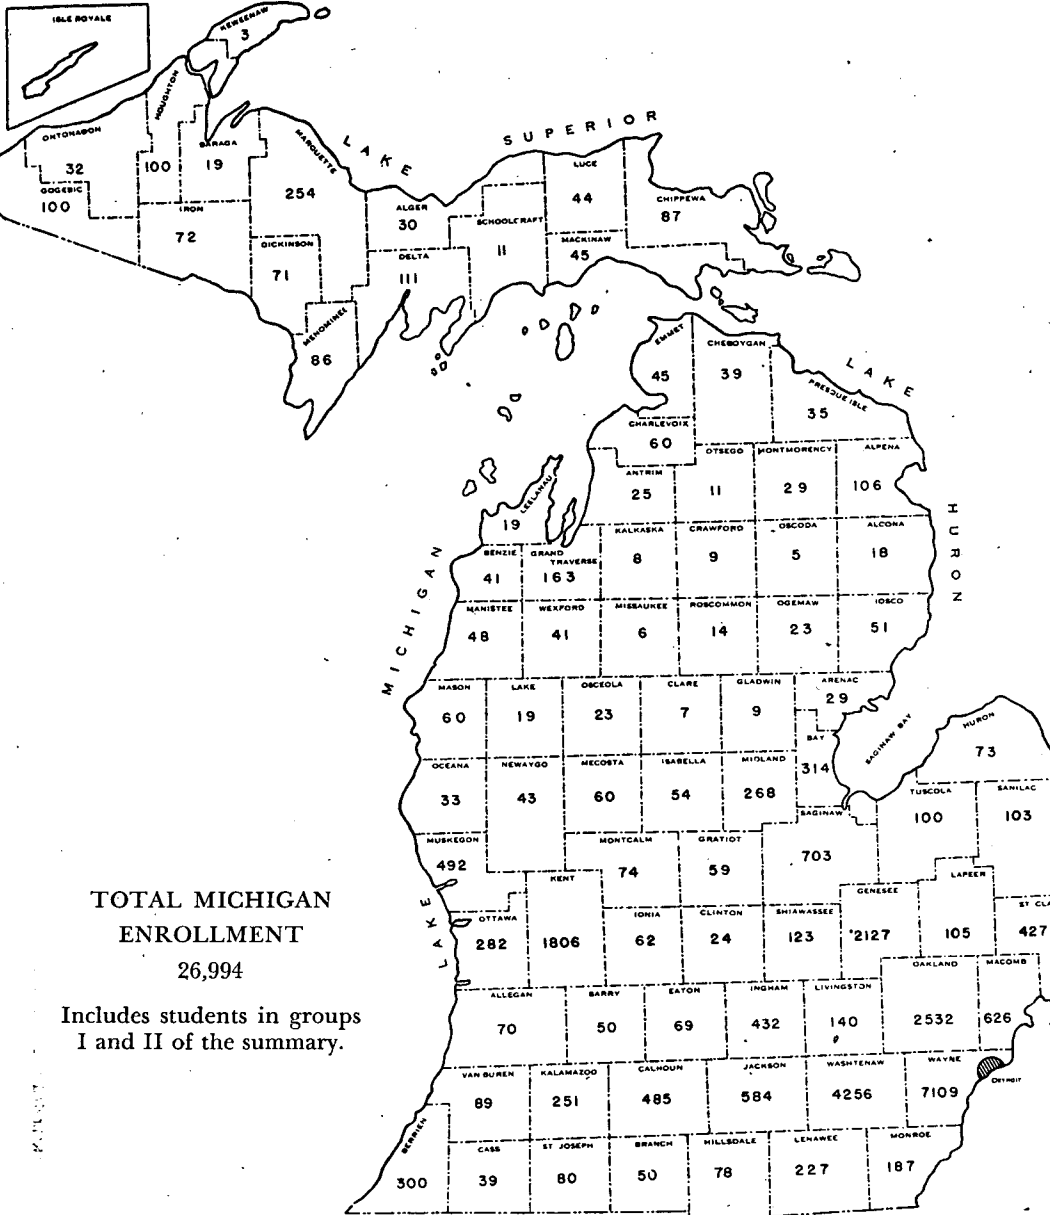 ISLE ROYALE
KEWEENAW
3
HOUGHTON
100
ONTONAGON
32
GOGEBIC
100
BARAGA
19
IRON
72
MARQUETTE
254
DICKINSON
71
MENOMINEE
86
LAKE SUPERIOR
ALGER
30
DELTA
111
SCHOOLCRAFT
11
LUCE
44
MACKINAW
45
CHIPPEWA
87
EMMET
45
CHEBOYGAN
39
PRESQUE ISLE
35
LAKE HURON
CHARLEVOIX
60
ANTRIM
25
OTSEGO
11
MONTMORENCY
29
ALPENA
106
LEELANAU
19
BENZIE
41
GRAND
TRAVERSE
163
KALKASKA
8
CRAWFORD
9
OSCODA
5
ALCONA
18
MANISTEE
48
WEXFORD
41
MISSAUKEE
6
ROSCOMMON
14
OGEMAW
23
IOSCO
51
LAKE MICHIGAN
MASON
60
LAKE
19
OSCEOLA
23
CLARE
7
GLADWIN
9
ARENAC
29
SAGINAW BAY
HURON
73
OCEANA
33
NEWAYGO
43
MECOSTA
60
ISABELLA
54
MIDLAND
268
BAY
314
TUSCOLA
100
SANILAC
103
MUSKEGON
492
MONTCALM
74
GRATIOT
59
SAGINAW
703
OTTAWA
282
KENT
1806
IONIA
62
CLINTON
24
SHIAWASSEE
123
GENESEE
2127
LAPEER
105
ST CLA
427
ALLEGAN
70
BARRY
50
EATON
69
INGHAM
432
LIVINGSTON
140
OAKLAND
2532
MACOMB
626
VAN BUREN
89
KALAMAZOO
251
CALHOUN
485
JACKSON
584
WASHTENAW
4256
WAYNE
7109
DETROIT
BERRIEN
300
CASS
39
ST JOSEPH
80
BRANCH
50
HILLSDALE
78
LENAWEE
227
MONROE
187
TOTAL MICHIGAN
ENROLLMENT
26,994
Includes students in groups
I and II of the summary.